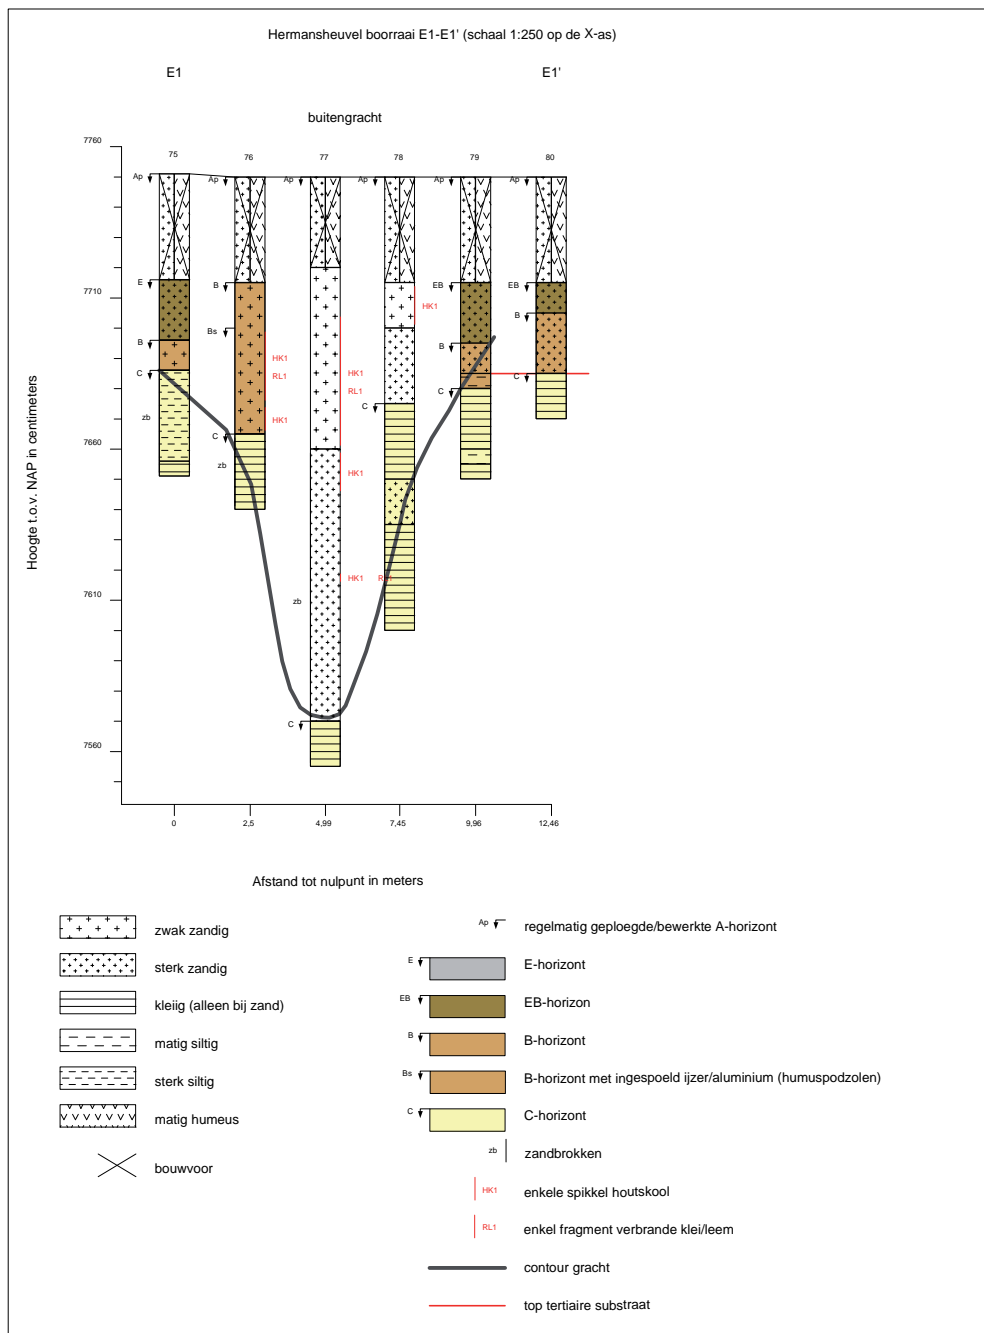 Hermansheuvel boorraai E1-E1' (schaal 1:250 op de X-as)
E1 E1'
buitengracht
7760
75 76 77 78 79 80
Ap Ap Ap Ap Ap Ap
E B EB EB
7710
HK1
Bs B
B B
HK1 HK1
C RL1 C
RL1 C
C
zb HK1
C
7660
zb HK1
HK1 RL1
7610
zb
C
7560
0 2,5 4,99 7,45 9,96 12,46
Hoogte t.o.v. NAP in centimeters
Afstand tot nulpunt in meters
zwak zandig
sterk zandig
kleiig (alleen bij zand)
matig siltig
sterk siltig
matig humeus
bouwvoor
Ap regelmatig geploegde/bewerkte A-horizont
E E-horizont
EB EB-horizon
B B-horizont
Bs B-horizont met ingespoeld ijzer/aluminium (humuspodzolen)
C C-horizont
zb zandbrokken
HK1 enkele spikkel houtskool
RL1 enkel fragment verbrande klei/leem
contour gracht
top tertiaire substraat